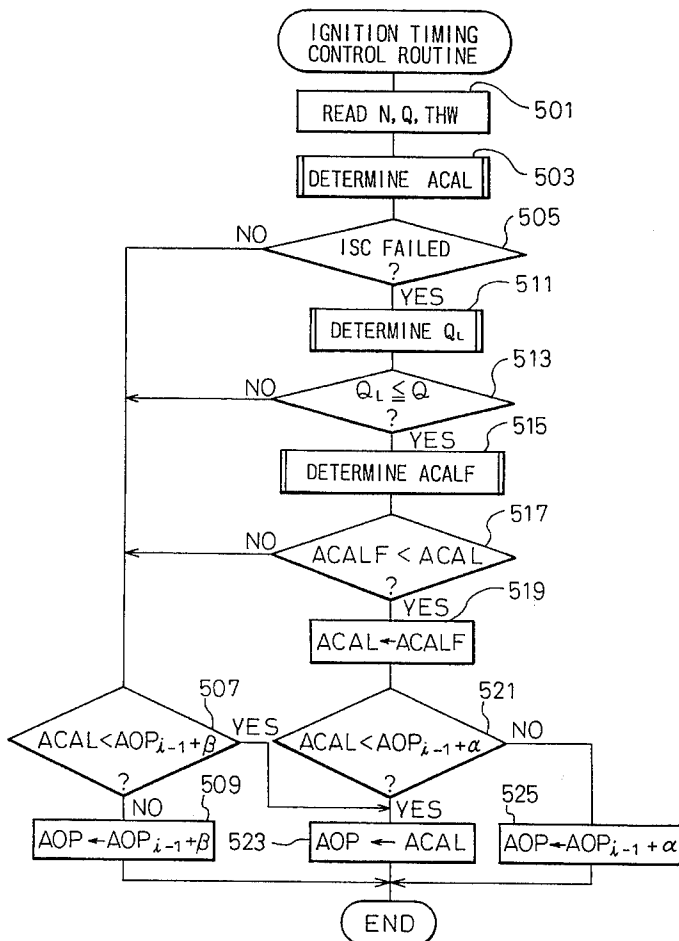 IGNITION TIMING
CONTROL ROUTINE
READ N, Q, THW
501
DETERMINE ACAL
503
505
NO
ISC FAILED
?
YES
511
DETERMINE QL
513
NO
QL ≦ Q
?
YES
515
DETERMINE ACALF
517
NO
ACALF < ACAL
?
YES
519
ACAL←ACALF
507
521
ACAL<AOPi-1+β
?
YES
ACAL<AOPi-1+α
?
NO
NO
509
YES
525
AOP←AOPi-1+β
523
AOP ← ACAL
AOP←AOPi-1+α
END